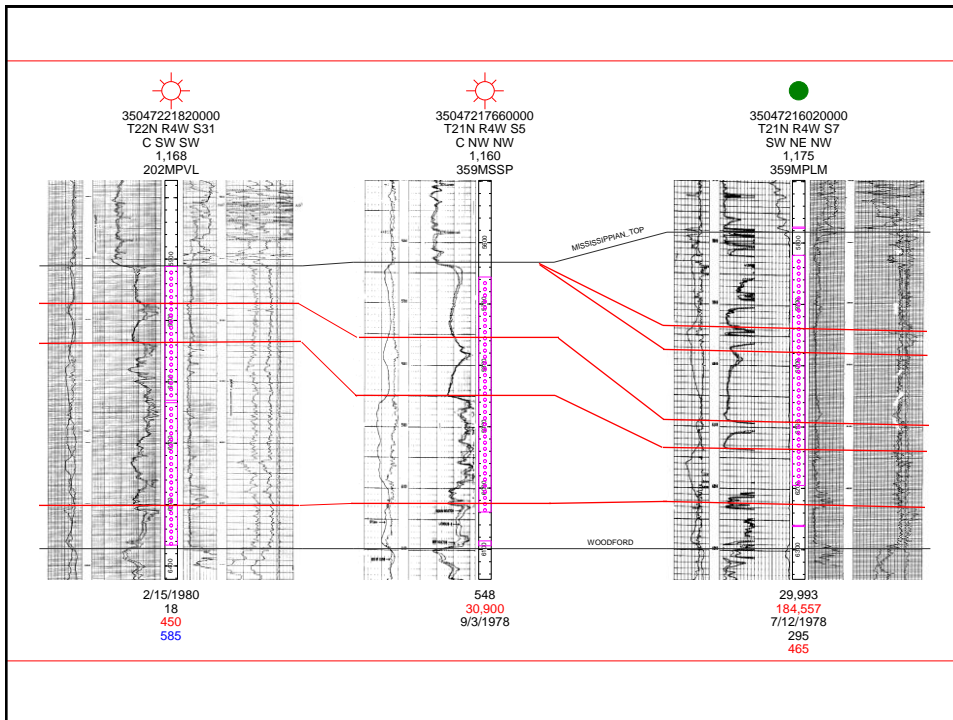 35047221820000
T22N R4W S31
C SW SW
1,168
202MPVL
35047217660000
T21N R4W S5
C NW NW
1,160
359MSSP
35047216020000
T21N R4W S7
SW NE NW
1,175
359MPLM
MISSISSIPPIAN_TOP
WOODFORD
2/15/1980
18
450
585
548
30,900
9/3/1978
29,993
184,557
7/12/1978
295
465